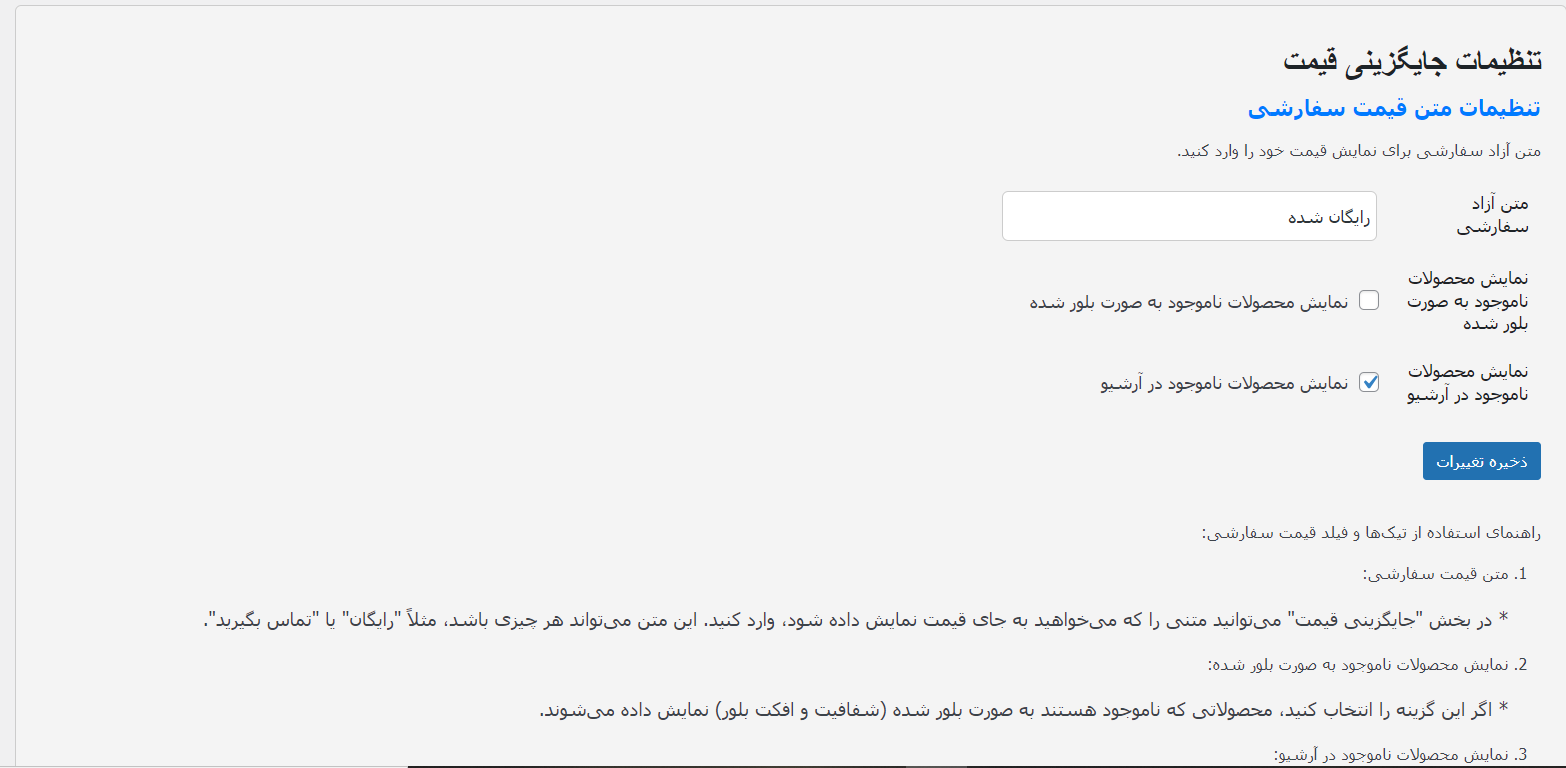 تنظیمات جایگزینی قیمت
تنظیمات متن قیمت سفارشی
متن آزاد سفارشی برای نمایش قیمت خود را وارد کنید.
متن آزاد
سفارشی
رایگان شده
نمایش محصولات
ناموجود به صورت
بلور شده
نمایش محصولات ناموجود به صورت بلور شده
نمایش محصولات
ناموجود در آرشیو
نمایش محصولات ناموجود در آرشیو
ذخیره تغییرات
راهنمای استفاده از تیک‌ها و فیلد قیمت سفارشی:
1. متن قیمت سفارشی:
* در بخش "جایگزینی قیمت" می‌توانید متنی را که می‌خواهید به جای قیمت نمایش داده شود، وارد کنید. این متن می‌تواند هر چیزی باشد، مثلاً "رایگان" یا "تماس بگیرید".
2. نمایش محصولات ناموجود به صورت بلور شده:
* اگر این گزینه را انتخاب کنید، محصولاتی که ناموجود هستند به صورت بلور شده (شفافیت و افکت بلور) نمایش داده می‌شوند.
3. نمایش محصولات ناموجود در آرشیو: